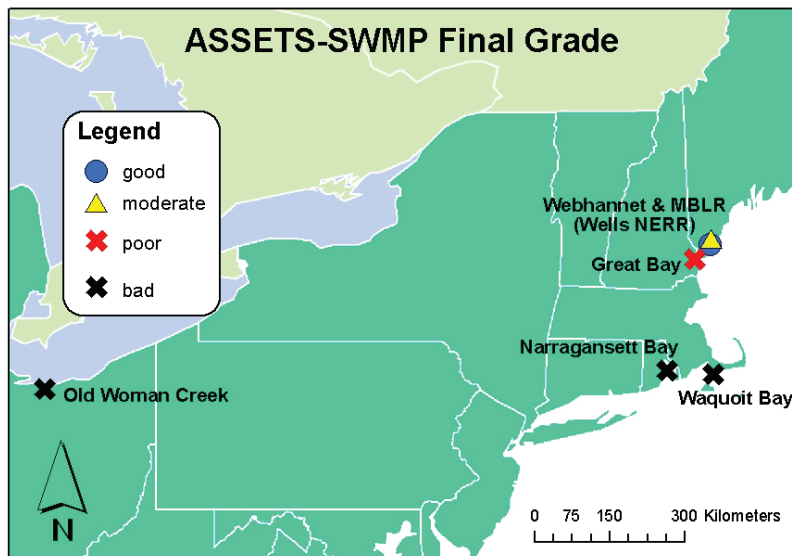 ASSETS-SWMP Final Grade
Legend
good
moderate
poor
bad
Webhannet & MBLR
(Wells NERR)
Great Bay
Narragansett Bay
Waquoit Bay
Old Woman Creek
N
0 75 150 300 Kilometers